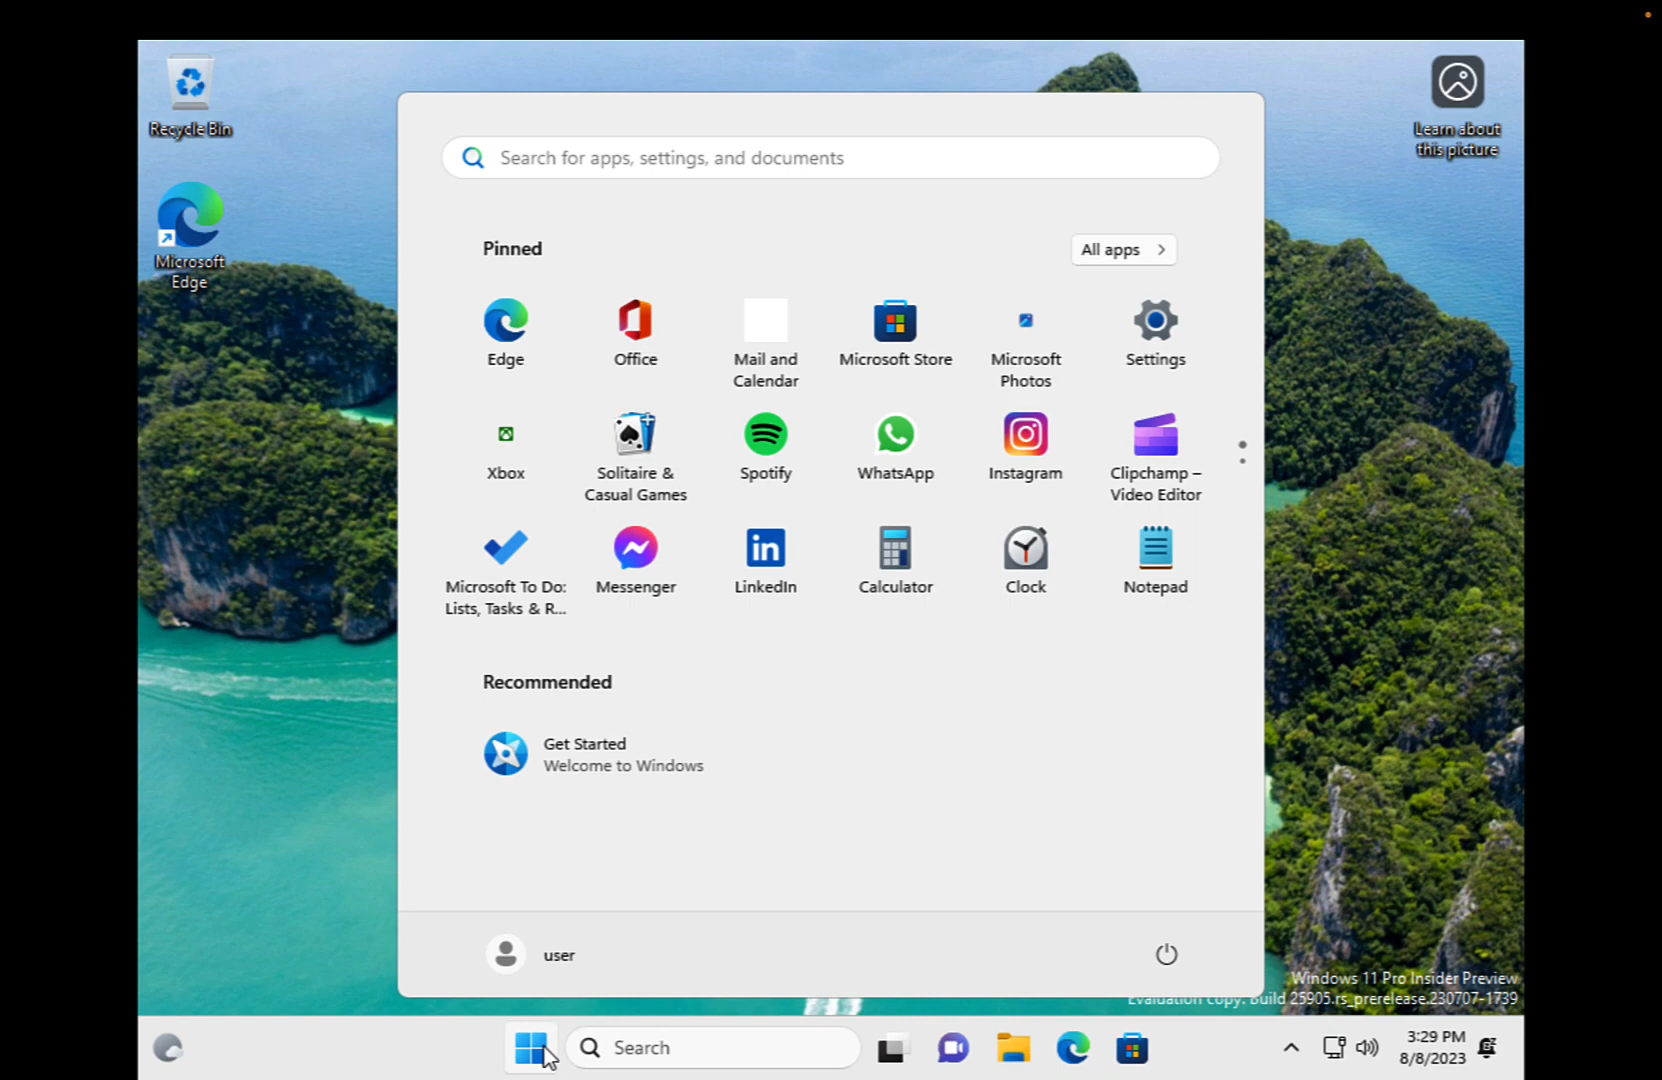 Recycle Bin
Learn about
this picture
Microsoft
Edge
Search for apps, settings, and documents
Pinned
All apps
Edge
Office
Mail and
Calendar
Microsoft Store
Microsoft
Photos
Settings
Xbox
Solitaire &
Casual Games
Spotify
WhatsApp
Instagram
Clipchamp –
Video Editor
Microsoft To Do:
Lists, Tasks & R...
Messenger
LinkedIn
Calculator
Clock
Notepad
Recommended
Get Started
Welcome to Windows
user
Windows 11 Pro Insider Preview
Evaluation copy. Build 25905.rs_prerelease.230707-1739
Search
3:29 PM
8/8/2023